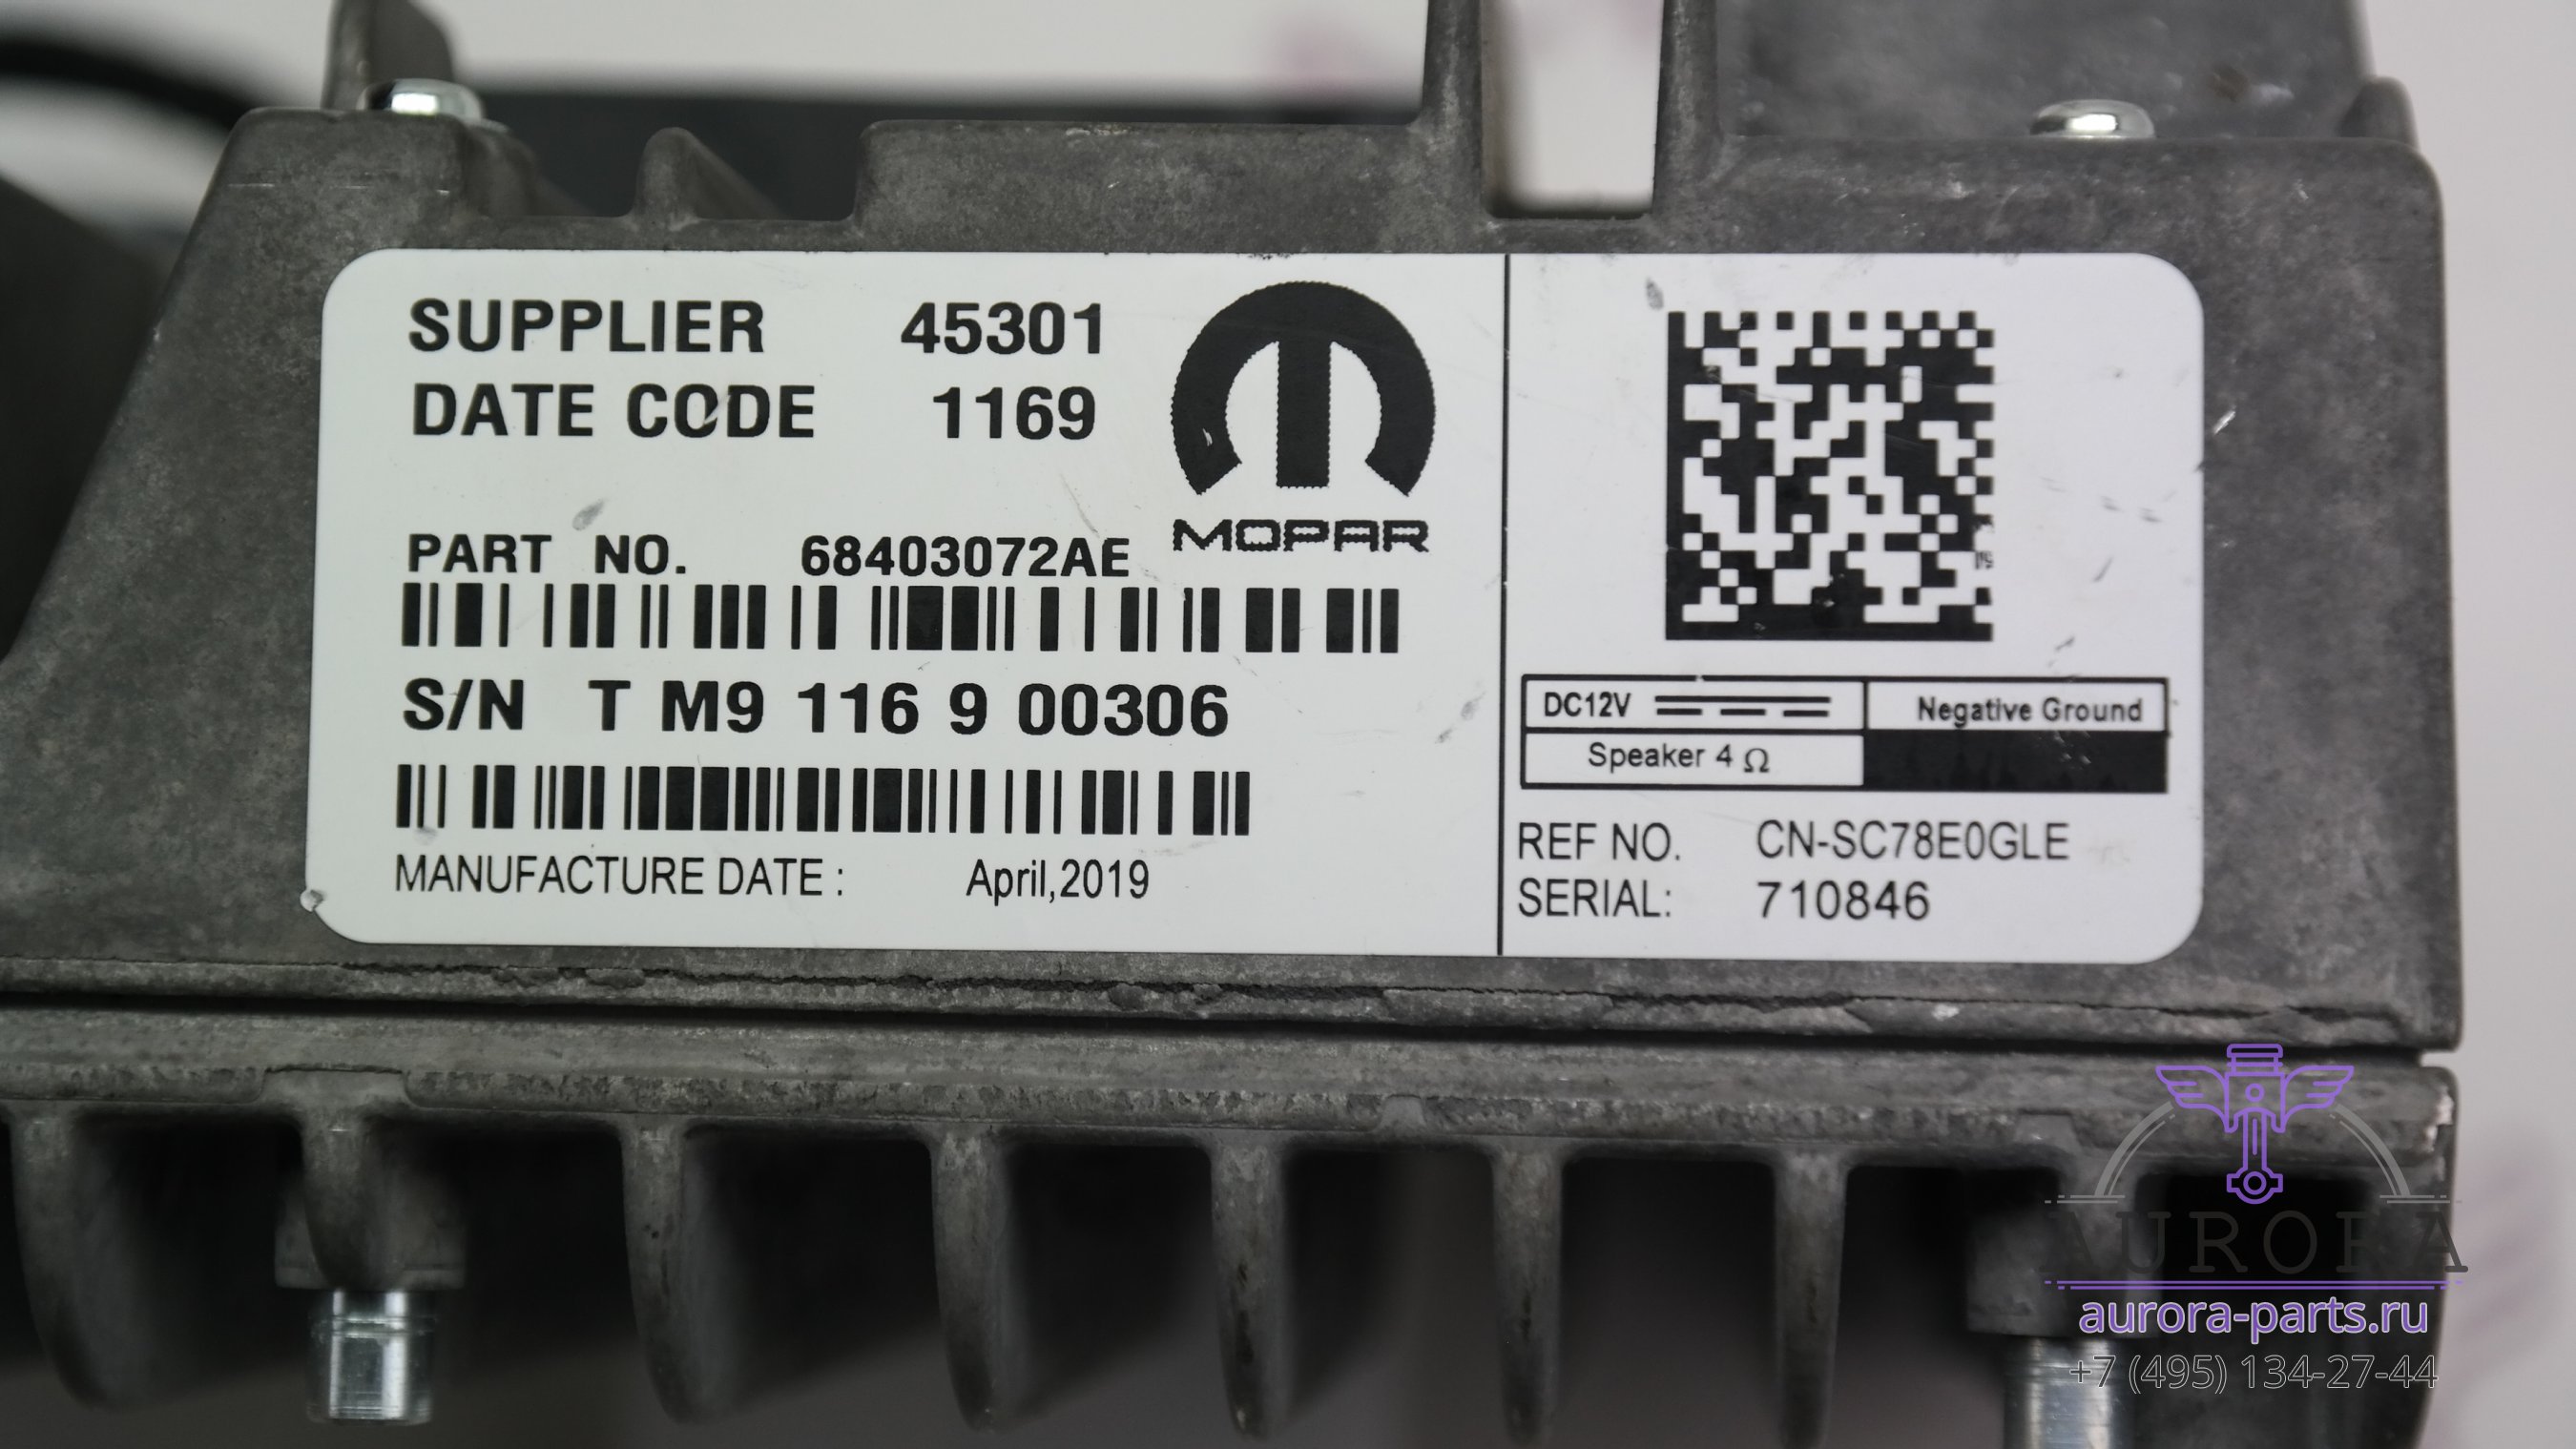 SUPPLIER 45301
DATE CODE 1169
MOPAR
PART NO. 68403072AE
S/N T M9 116 9 00306
MANUFACTURE DATE : April,2019
DC12V Negative Ground
Speaker 4 Ω
REF NO. CN-SC78E0GLE
SERIAL: 710846
AURORA
aurora-parts.ru
+7 (495) 134-27-44